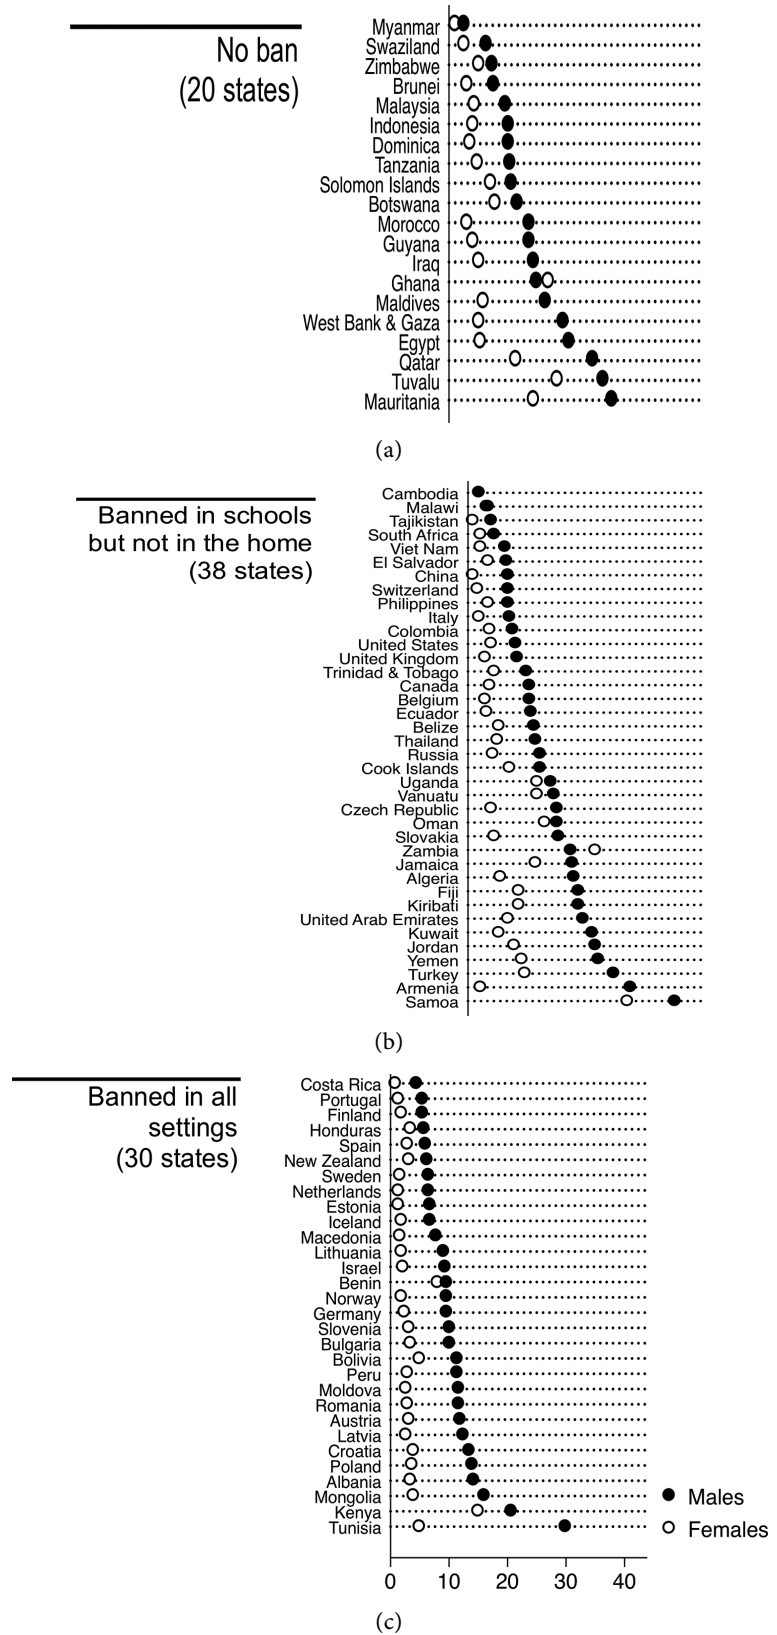 No ban
(20 states)
Myanmar
Swaziland
Zimbabwe
Brunei
Malaysia
Indonesia
Dominica
Tanzania
Solomon Islands
Botswana
Morocco
Guyana
Iraq
Ghana
Maldives
West Bank & Gaza
Egypt
Qatar
Tuvalu
Mauritania
(a)
Banned in schools
but not in the home
(38 states)
Cambodia
Malawi
Tajikistan
South Africa
Viet Nam
El Salvador
China
Switzerland
Philippines
Italy
Colombia
United States
United Kingdom
Trinidad & Tobago
Canada
Belgium
Ecuador
Belize
Thailand
Russia
Cook Islands
Uganda
Vanuatu
Czech Republic
Oman
Slovakia
Zambia
Jamaica
Algeria
Fiji
Kiribati
United Arab Emirates
Kuwait
Jordan
Yemen
Turkey
Armenia
Samoa
(b)
Banned in all
settings
(30 states)
Costa Rica
Portugal
Finland
Honduras
Spain
New Zealand
Sweden
Netherlands
Estonia
Iceland
Macedonia
Lithuania
Israel
Benin
Norway
Germany
Slovenia
Bulgaria
Bolivia
Peru
Moldova
Romania
Austria
Latvia
Croatia
Poland
Albania
Mongolia
Kenya
Tunisia
Males
Females
0 10 20 30 40
(c)